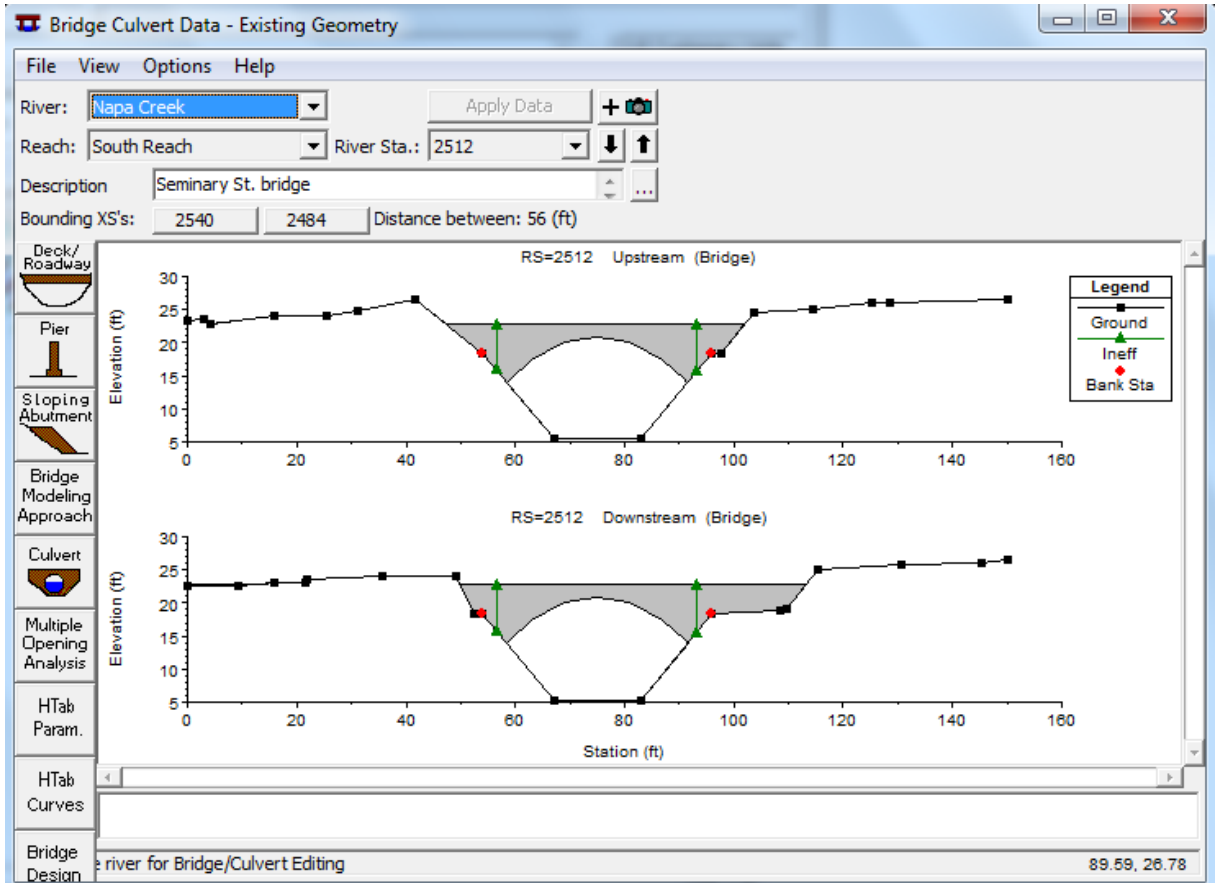 Bridge Culvert Data - Existing Geometry
File View Options Help
River: Napa Creek Apply Data +
Reach: South Reach River Sta.: 2512
Description Seminary St. bridge ...
Bounding XS's: 2540 2484 Distance between: 56 (ft)
Deck/
Roadway
Pier
Sloping
Abutment
Bridge
Modeling
Approach
Culvert
Multiple
Opening
Analysis
HTab
Param.
HTab
Curves
Bridge
Design
RS=2512 Upstream (Bridge)
30
25
20
15
10
5
Elevation (ft)
0 20 40 60 80 100 120 140 160
Legend
Ground
Ineff
Bank Sta
RS=2512 Downstream (Bridge)
30
25
20
15
10
5
Elevation (ft)
0 20 40 60 80 100 120 140 160
Station (ft)
river for Bridge/Culvert Editing 89.59, 26.78